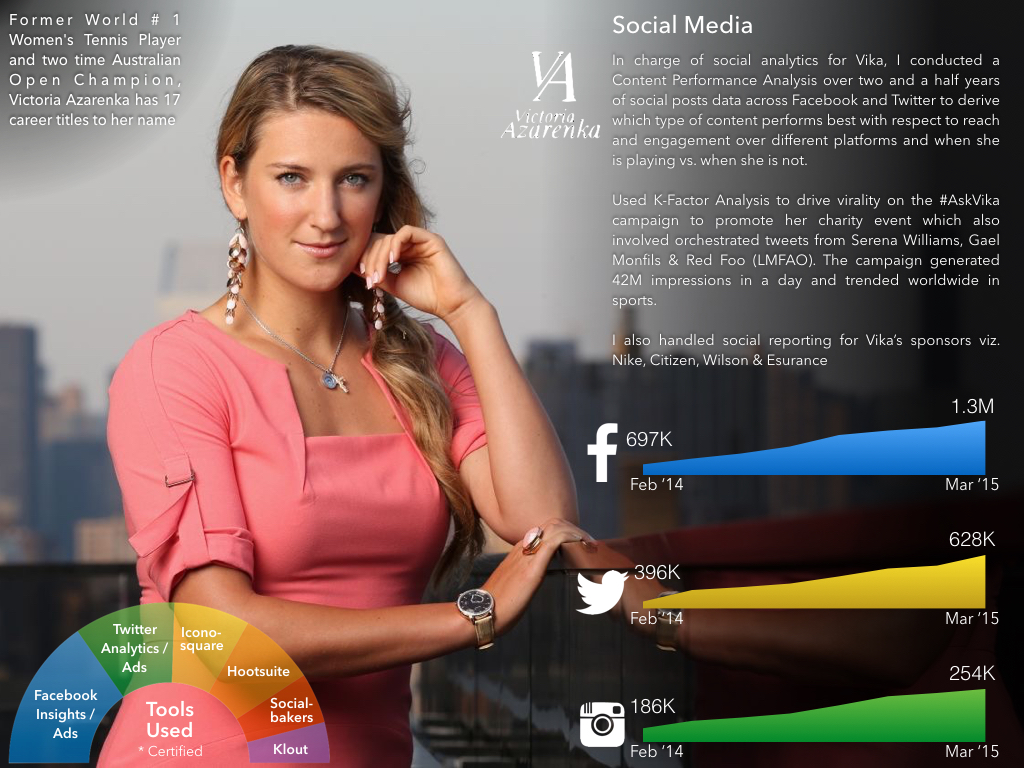 Former World # 1
Women's Tennis Player
and two time Australian
Open Champion,
Victoria Azarenka has 17
career titles to her name
VA
Victoria
Azarenka
Social Media
In charge of social analytics for Vika, I conducted a
Content Performance Analysis over two and a half years
of social posts data across Facebook and Twitter to derive
which type of content performs best with respect to reach
and engagement over different platforms and when she
is playing vs. when she is not.
Used K-Factor Analysis to drive virality on the #AskVika
campaign to promote her charity event which also
involved orchestrated tweets from Serena Williams, Gael
Monfils & Red Foo (LMFAO). The campaign generated
42M impressions in a day and trended worldwide in
sports.
I also handled social reporting for Vika’s sponsors viz.
Nike, Citizen, Wilson & Esurance
1.3M
697K
Feb ‘14
Mar ‘15
628K
396K
Feb ‘14
Mar ‘15
254K
186K
Feb ‘14
Mar ‘15
Facebook
Insights /
Ads
Twitter
Analytics /
Ads
Icono-
square
Hootsuite
Social-
bakers
Klout
Tools
Used
* Certified